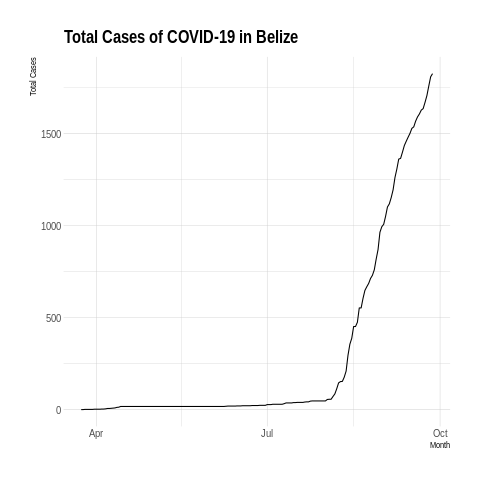 Total Cases of COVID-19 in Belize
Total Cases
1500
1000
500
0
Apr Jul Oct
Month